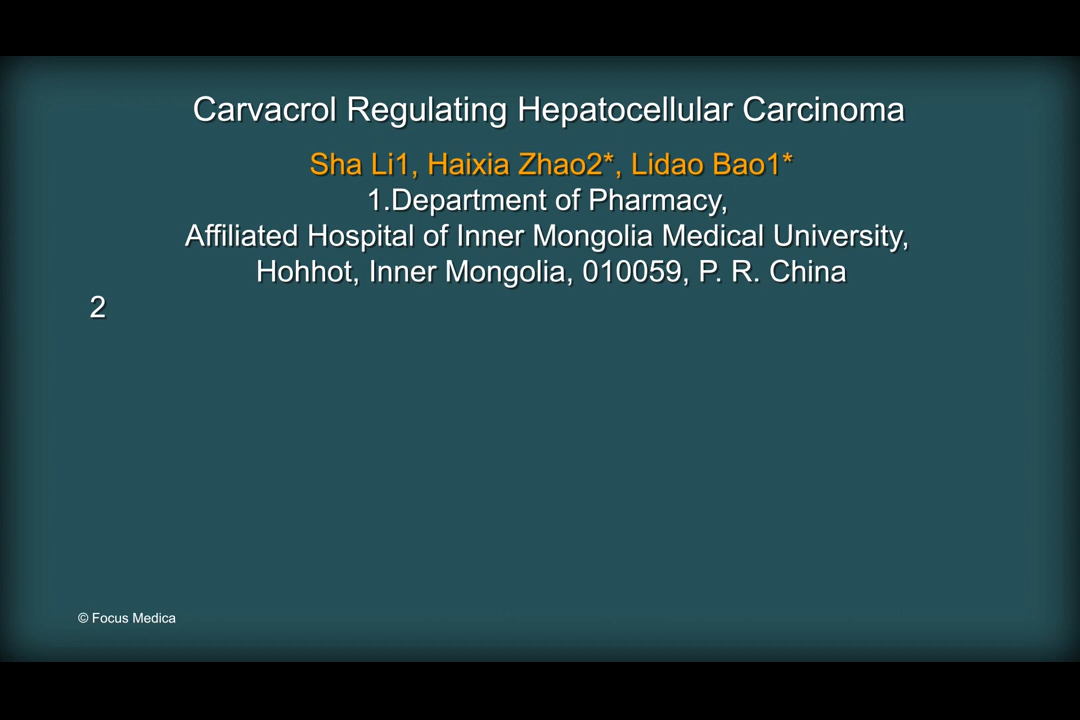 Carvacrol Regulating Hepatocellular Carcinoma
Sha Li1, Haixia Zhao2*, Lidao Bao1*
1.Department of Pharmacy,
Affiliated Hospital of Inner Mongolia Medical University,
Hohhot, Inner Mongolia, 010059, P. R. China
2
© Focus Medica